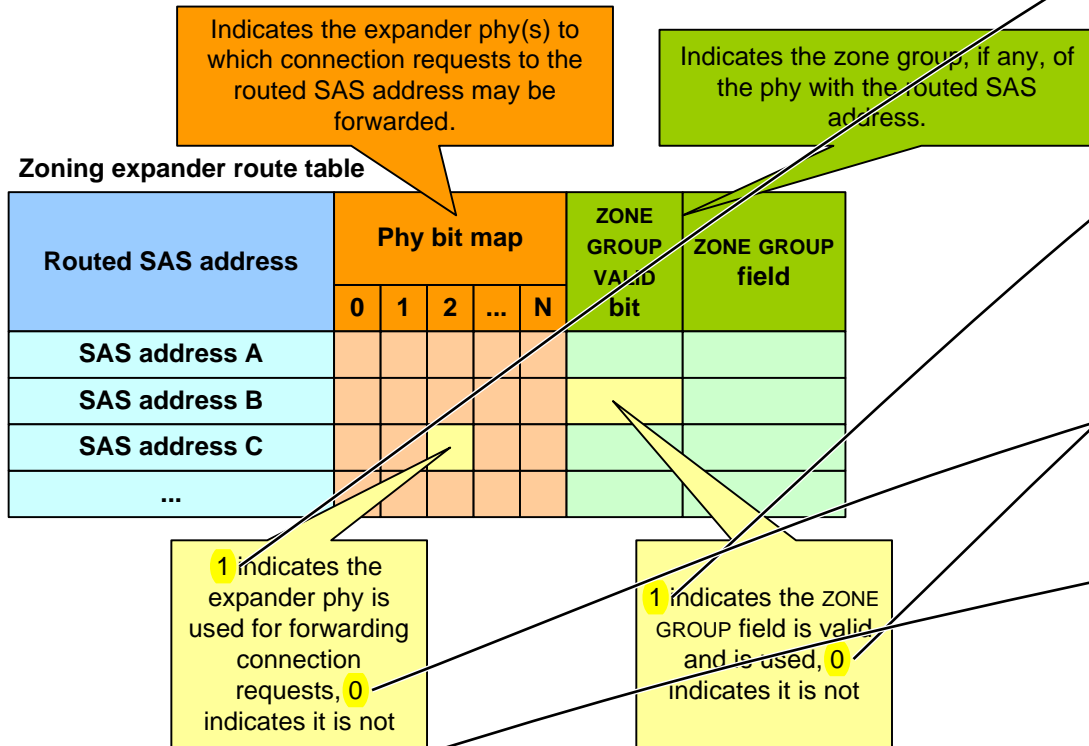 Indicates the expander phy(s) to
which connection requests to the
routed SAS address may be
forwarded.
Indicates the zone group, if any, of
the phy with the routed SAS
address.
Zoning expander route table
Routed SAS address
Phy bit map
ZONE
GROUP
VALID
bit
ZONE GROUP
field
0 1 2 ... N
SAS address A
SAS address B
SAS address C
...
1 indicates the
expander phy is
used for forwarding
connection
requests, 0
indicates it is not
1 indicates the ZONE
GROUP field is valid
and is used, 0
indicates it is not